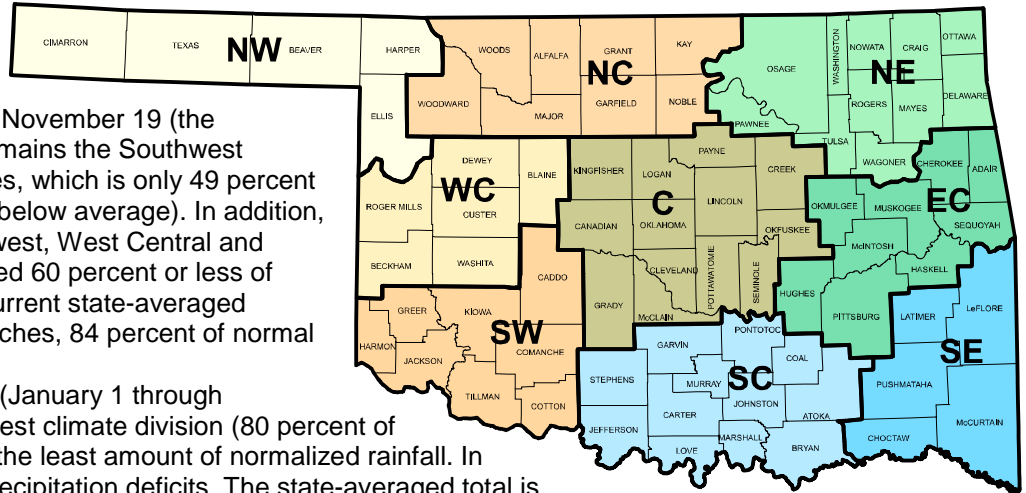 CIMARRON
TEXAS
BEAVER
HARPER
NW
ELLIS
WOODS
ALFALFA
GRANT
KAY
NC
WOODWARD
MAJOR
GARFIELD
NOBLE
OSAGE
WASHINGTON
NOWATA
CRAIG
OTTAWA
NE
ROGERS
MAYES
DELAWARE
PAWNEE
TULSA
WAGONER
November 19 (the
mains the Southwest
es, which is only 49 percent
below average). In addition,
west, West Central and
ed 60 percent or less of
urrent state-averaged
ches, 84 percent of normal
(January 1 through
est climate division (80 percent of
the least amount of normalized rainfall. In
ecipitation deficits. The state-averaged total is
DEWEY
BLAINE
WC
ROGER MILLS
CUSTER
BECKHAM
WASHITA
KINGFISHER
LOGAN
PAYNE
CREEK
C
LINCOLN
CANADIAN
OKLAHOMA
OKFUSKEE
CLEVELAND
POTTAWATOMIE
SEMINOLE
GRADY
McCLAIN
CHEROKEE
ADAIR
OKMULGEE
MUSKOGEE
EC
SEQUOYAH
McINTOSH
HASKELL
HUGHES
PITTSBURG
CADDO
GREER
KIOWA
SW
HARMON
JACKSON
COMANCHE
TILLMAN
COTTON
PONTOTOC
GARVIN
STEPHENS
COAL
MURRAY
SC
JOHNSTON
CARTER
ATOKA
JEFFERSON
MARSHALL
LOVE
BRYAN
LATIMER
LeFLORE
SE
PUSHMATAHA
McCURTAIN
CHOCTAW